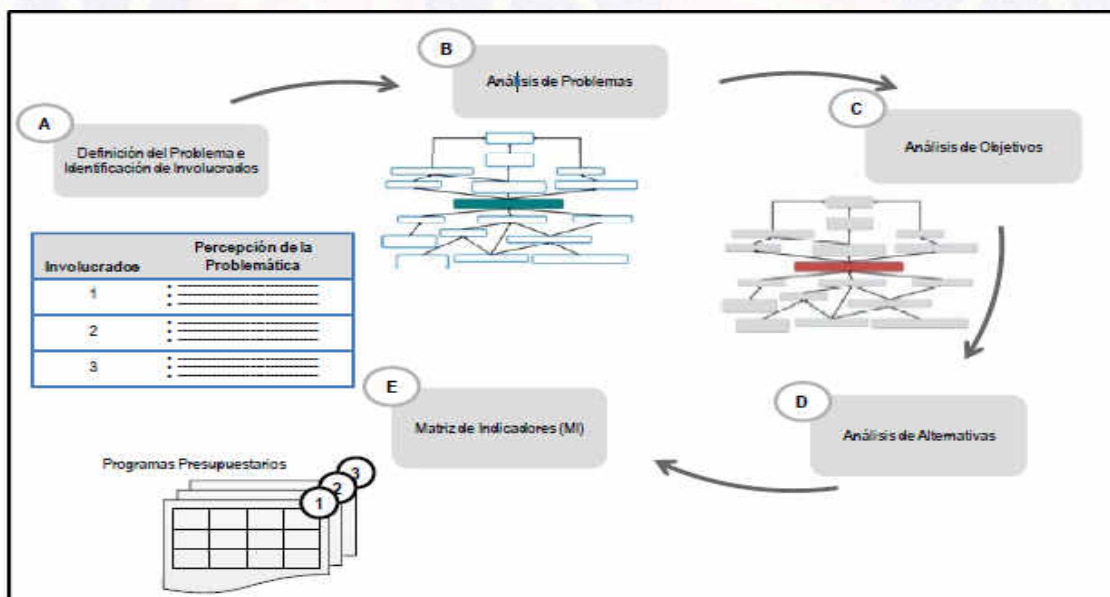 B
Análisis de Problemas
A
Definición del Problema e
Identificación de Involucrados
C
Análisis de Objetivos
Involucrados
Percepción de la
Problemática
1
2
3
E
Matriz de Indicadores (MI)
D
Análisis de Alternativas
Programas Presupuestarios
3
2
1